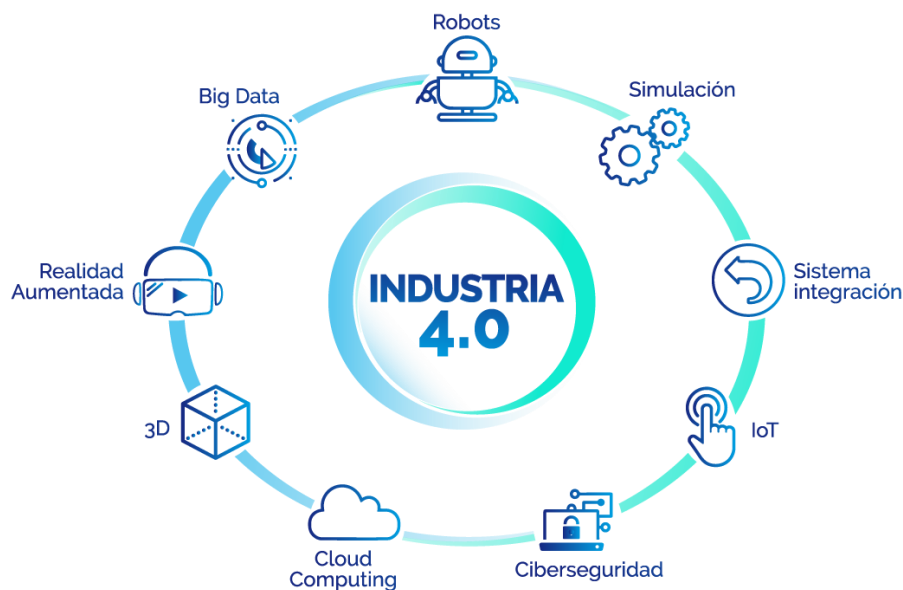 Robots
Simulación
Big Data
Realidad
Aumentada
INDUSTRIA
4.0
Sistema
integración
3D
IoT
Cloud
Computing
Ciberseguridad